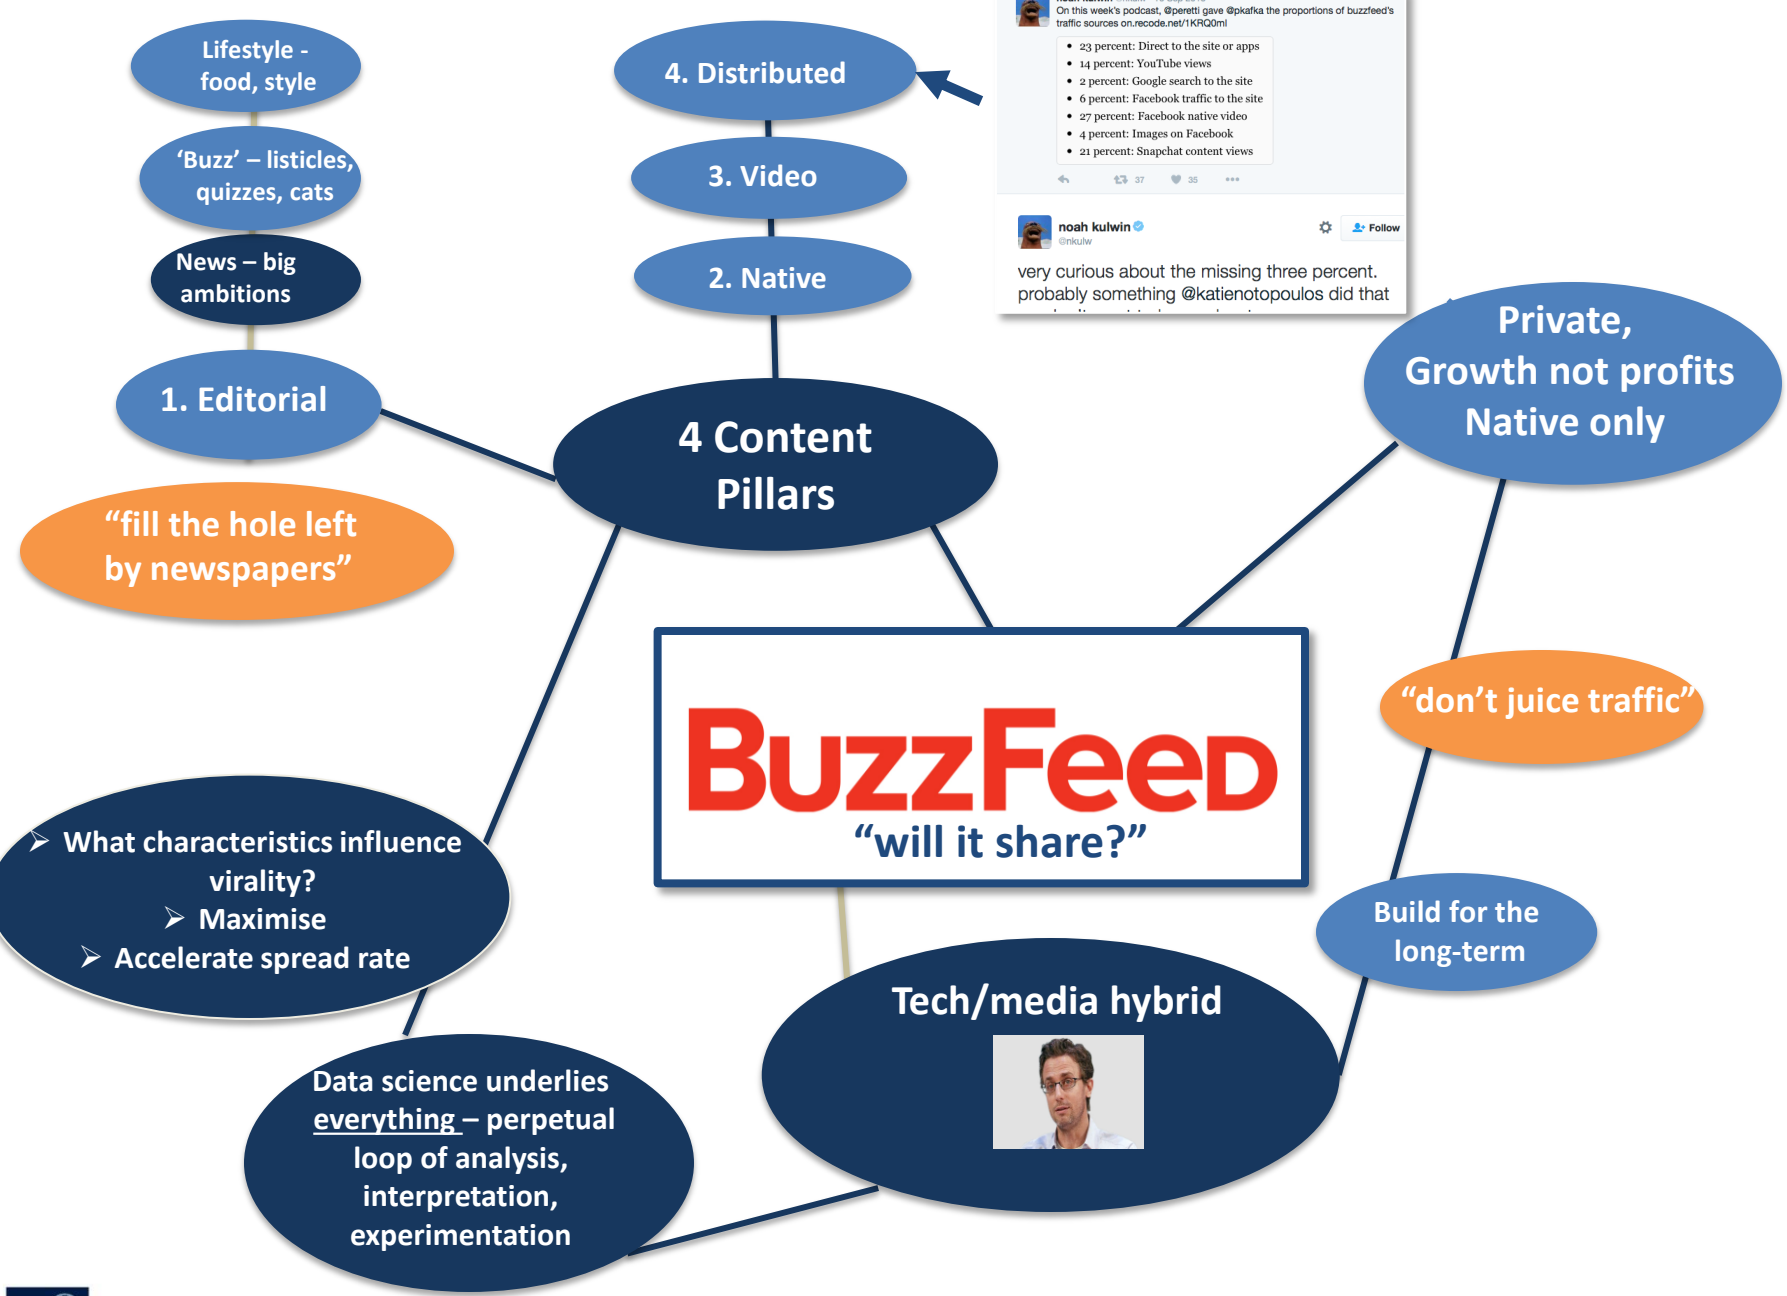 Lifestyle -
food, style
‘Buzz’ – listicles,
quizzes, cats
News – big
ambitions
1. Editorial
“fill the hole left
by newspapers”
4. Distributed
3. Video
2. Native
4 Content
Pillars
On this week's podcast, @peretti gave @pkafka the proportions of buzzfeed's
traffic sources on.recode.net/1KRQ0ml
• 23 percent: Direct to the site or apps
• 14 percent: YouTube views
• 2 percent: Google search to the site
• 6 percent: Facebook traffic to the site
• 27 percent: Facebook native video
• 4 percent: Images on Facebook
• 21 percent: Snapchat content views
37 35
noah kulwin
@nkulw
Follow
very curious about the missing three percent.
probably something @katienotopoulos did that
Private,
Growth not profits
Native only
“don’t juice traffic”
Build for the
long-term
BuzzFeed
“will it share?”
Tech/media hybrid
➢ What characteristics influence
virality?
➢ Maximise
➢ Accelerate spread rate
Data science underlies
everything – perpetual
loop of analysis,
interpretation,
experimentation